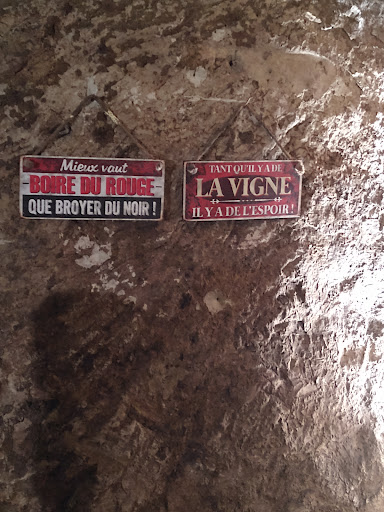 Mieux vaut
BOIRE DU ROUGE
QUE BROYER DU NOIR !
TANT QU'IL Y A DE
LA VIGNE
IL Y A DE L'ESPOIR !